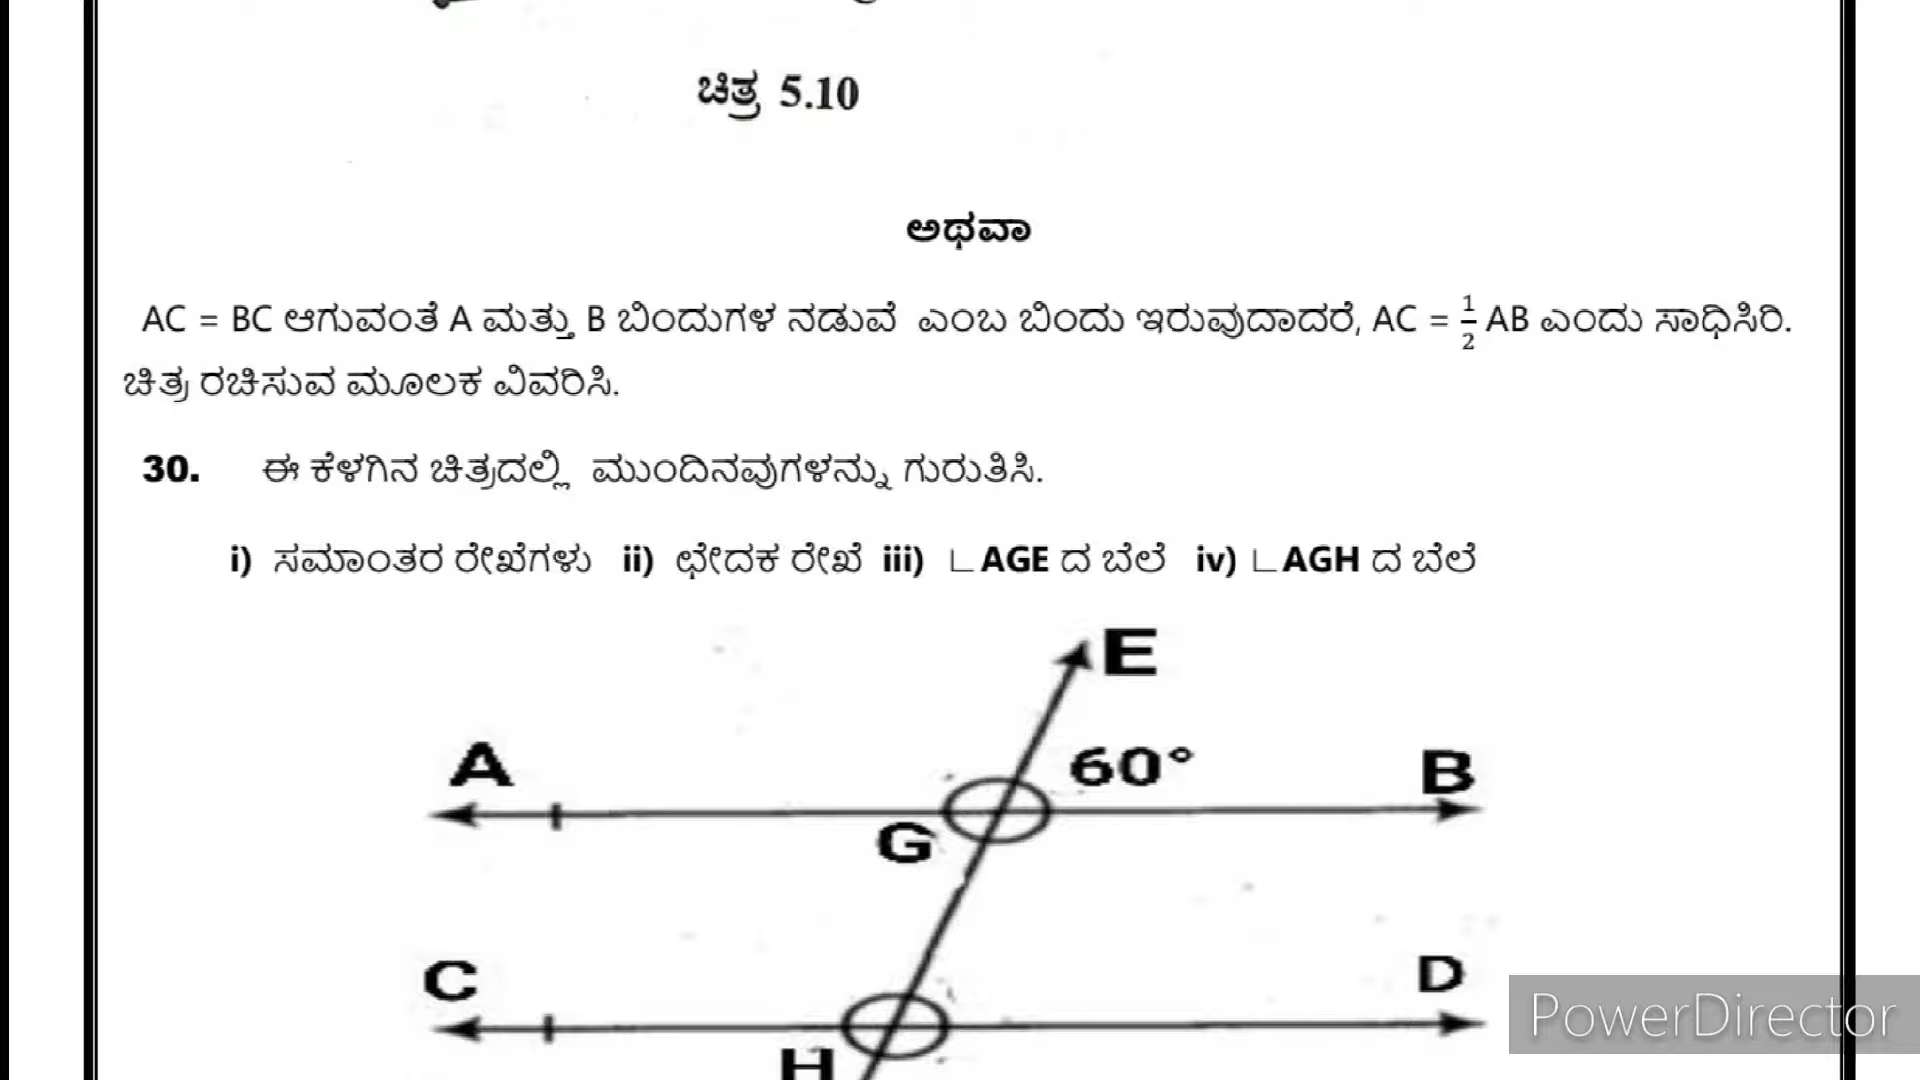 ಚಿತ್ರ 5.10
ಅಥವಾ
AC = BC ಆಗುವಂತೆ A ಮತ್ತು B ಬಿಂದುಗಳ ನಡುವೆ ಎಂಬ ಬಿಂದು ಇರುವುದಾದರೆ, AC = 1/2 AB ಎಂದು ಸಾಧಿಸಿರಿ.
ಚಿತ್ರ ರಚಿಸುವ ಮೂಲಕ ವಿವರಿಸಿ.
30. ಈ ಕೆಳಗಿನ ಚಿತ್ರದಲ್ಲಿ ಮುಂದಿನವುಗಳನ್ನು ಗುರುತಿಸಿ.
i) ಸಮಾಂತರ ರೇಖೆಗಳು ii) ಛೇದಕ ರೇಖೆ iii) ∟AGE ದ ಬೆಲೆ iv) ∟AGH ದ ಬೆಲೆ
E
A 60° B
G
C D
H
PowerDirector